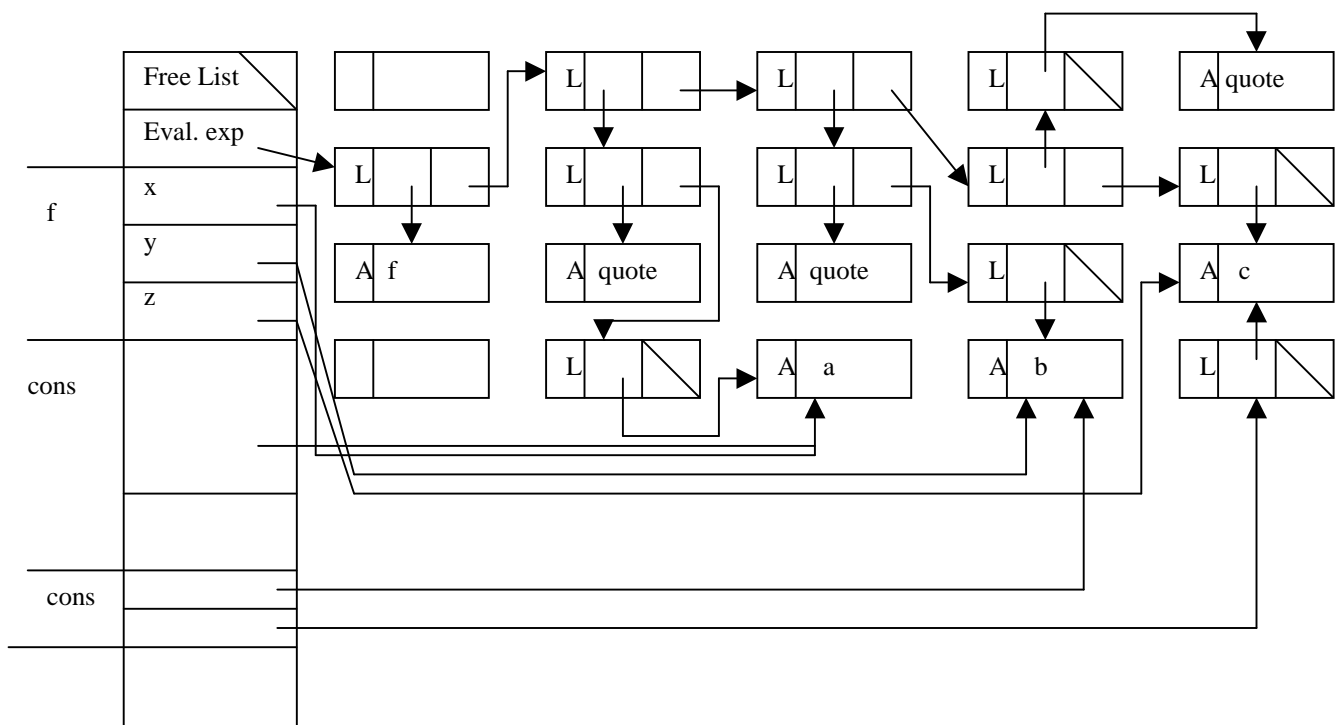 Free List
L
L
L
A quote
Eval. exp
L
L
L
L
L
f
x
y
A f
A quote
A quote
L
A c
z
cons
L
A a
A b
L
cons